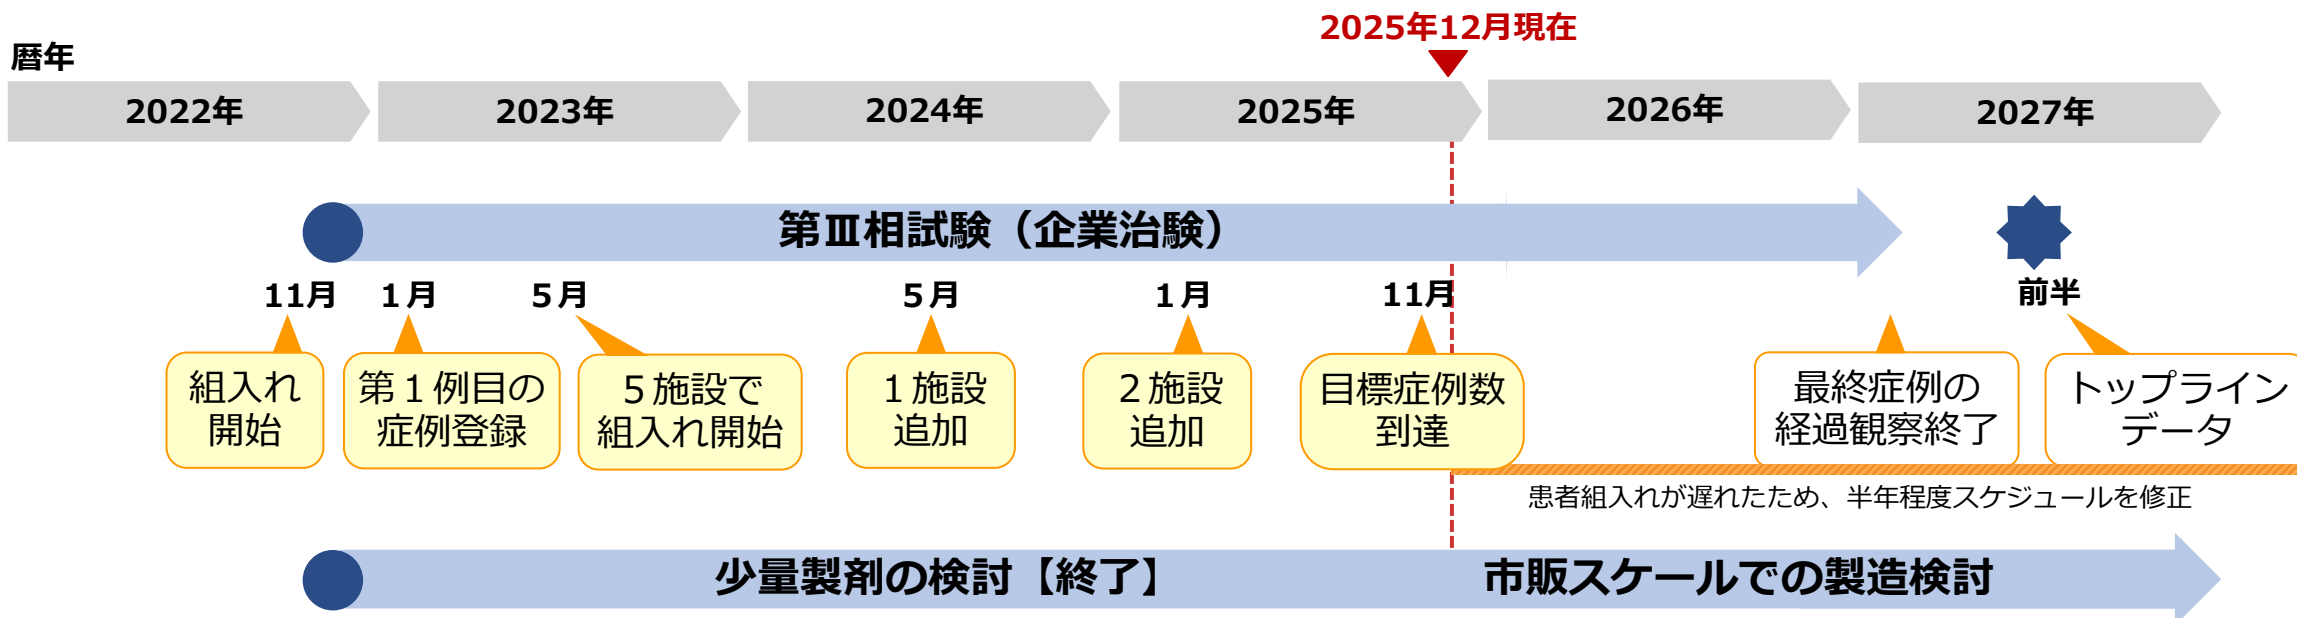 2025年12月現在
暦年
2022年
2023年
2024年
2025年
2026年
2027年
第Ⅲ相試験（企業治験）
11月
１月
５月
５月
１月
11月
前半
組入れ
開始
第１例目の
症例登録
５施設で
組入れ開始
１施設
追加
２施設
追加
目標症例数
到達
最終症例の
経過観察終了
トップライン
データ
患者組入れが遅れたため、半年程度スケジュールを修正
少量製剤の検討【終了】
市販スケールでの製造検討